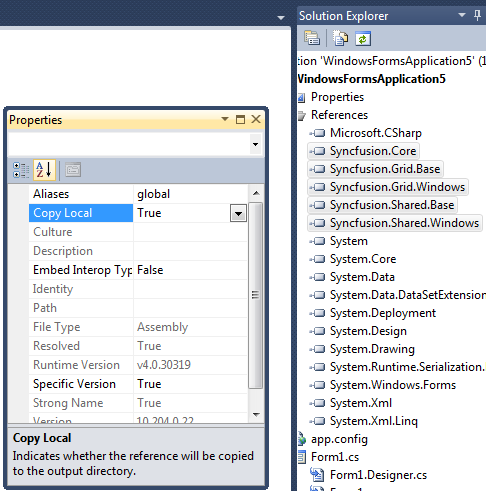 Solution Explorer
tion 'WindowsFormsApplication5' (1
WindowsFormsApplication5
Properties
References
Microsoft.CSharp
Syncfusion.Core
Syncfusion.Grid.Base
Syncfusion.Grid.Windows
Syncfusion.Shared.Base
Syncfusion.Shared.Windows
System
System.Core
System.Data
System.Data.DataSetExtension
System.Deployment
System.Design
System.Drawing
System.Runtime.Serialization.
System.Windows.Forms
System.Xml
System.Xml.Linq
app.config
Form1.cs
Form1.Designer.cs
Properties
Aliases global
Copy Local True
Culture
Description
Embed Interop Typ False
Identity
Path
File Type Assembly
Resolved True
Runtime Version v4.0.30319
Specific Version True
Strong Name True
Version 10.204.0.22
Copy Local
Indicates whether the reference will be copied
to the output directory.